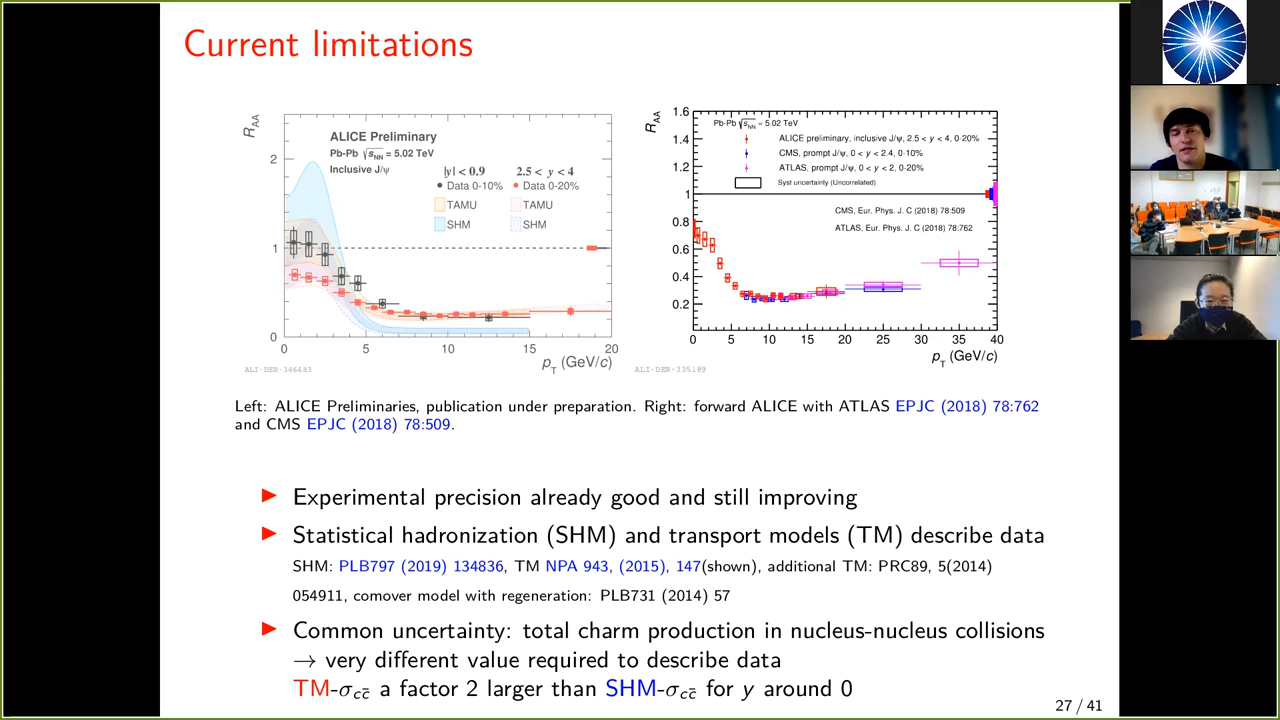 Current limitations
R_AA
ALICE Preliminary
Pb-Pb √s_NN = 5.02 TeV
Inclusive J/ψ
|y| < 0.9
2.5 < y < 4
Data 0-10%
Data 0-20%
TAMU
TAMU
SHM
SHM
2
1
0
0 5 10 15 20
p_T (GeV/c)
ALI-DER-346483
R_AA
1.6
1.4
1.2
1
0.8
0.6
0.4
0.2
Pb-Pb √s_NN = 5.02 TeV
ALICE preliminary, inclusive J/ψ, 2.5 < y < 4, 0-20%
CMS, prompt J/ψ, 0 < y < 2.4, 0-10%
ATLAS, prompt J/ψ, 0 < y < 2, 0-20%
Syst uncertainty (Uncorrelated)
CMS, Eur. Phys. J. C (2018) 78:509
ATLAS, Eur. Phys. J. C (2018) 78:762
0 5 10 15 20 25 30 35 40
p_T (GeV/c)
ALI-DER-335189
Left: ALICE Preliminaries, publication under preparation. Right: forward ALICE with ATLAS EPJC (2018) 78:762
and CMS EPJC (2018) 78:509.
▶ Experimental precision already good and still improving
▶ Statistical hadronization (SHM) and transport models (TM) describe data
SHM: PLB797 (2019) 134836, TM NPA 943, (2015), 147(shown), additional TM: PRC89, 5(2014)
054911, comover model with regeneration: PLB731 (2014) 57
▶ Common uncertainty: total charm production in nucleus-nucleus collisions
→ very different value required to describe data
TM-σ_cc̄ a factor 2 larger than SHM-σ_cc̄ for y around 0
27 / 41